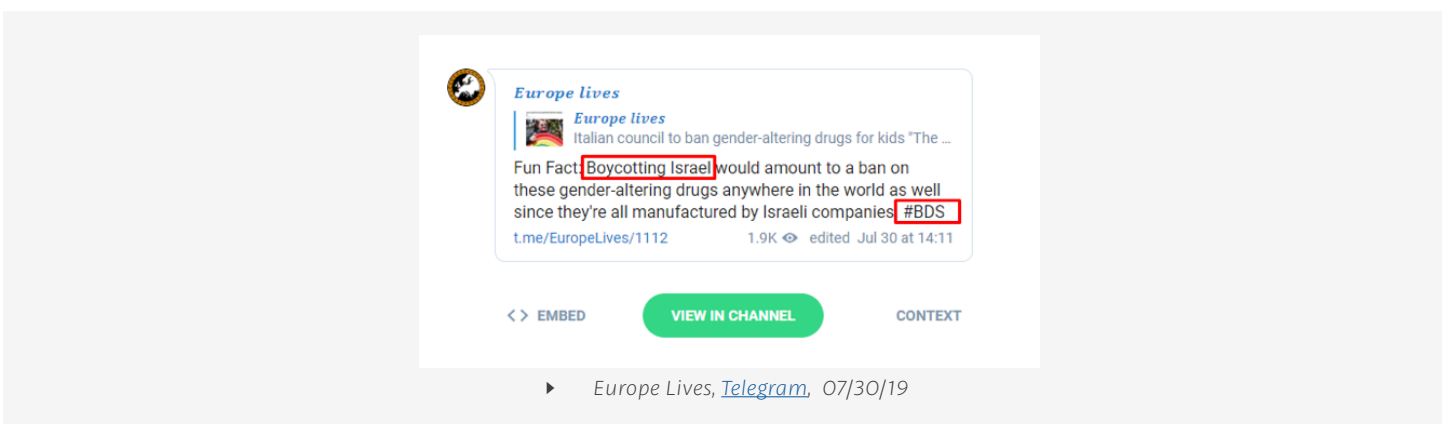 Europe lives
Europe lives
Italian council to ban gender-altering drugs for kids "The ...
Fun Fact: Boycotting Israel would amount to a ban on
these gender-altering drugs anywhere in the world as well
since they're all manufactured by Israeli companies #BDS
t.me/EuropeLives/1112 1.9K edited Jul 30 at 14:11
<> EMBED VIEW IN CHANNEL CONTEXT
Europe Lives, Telegram, 07/30/19